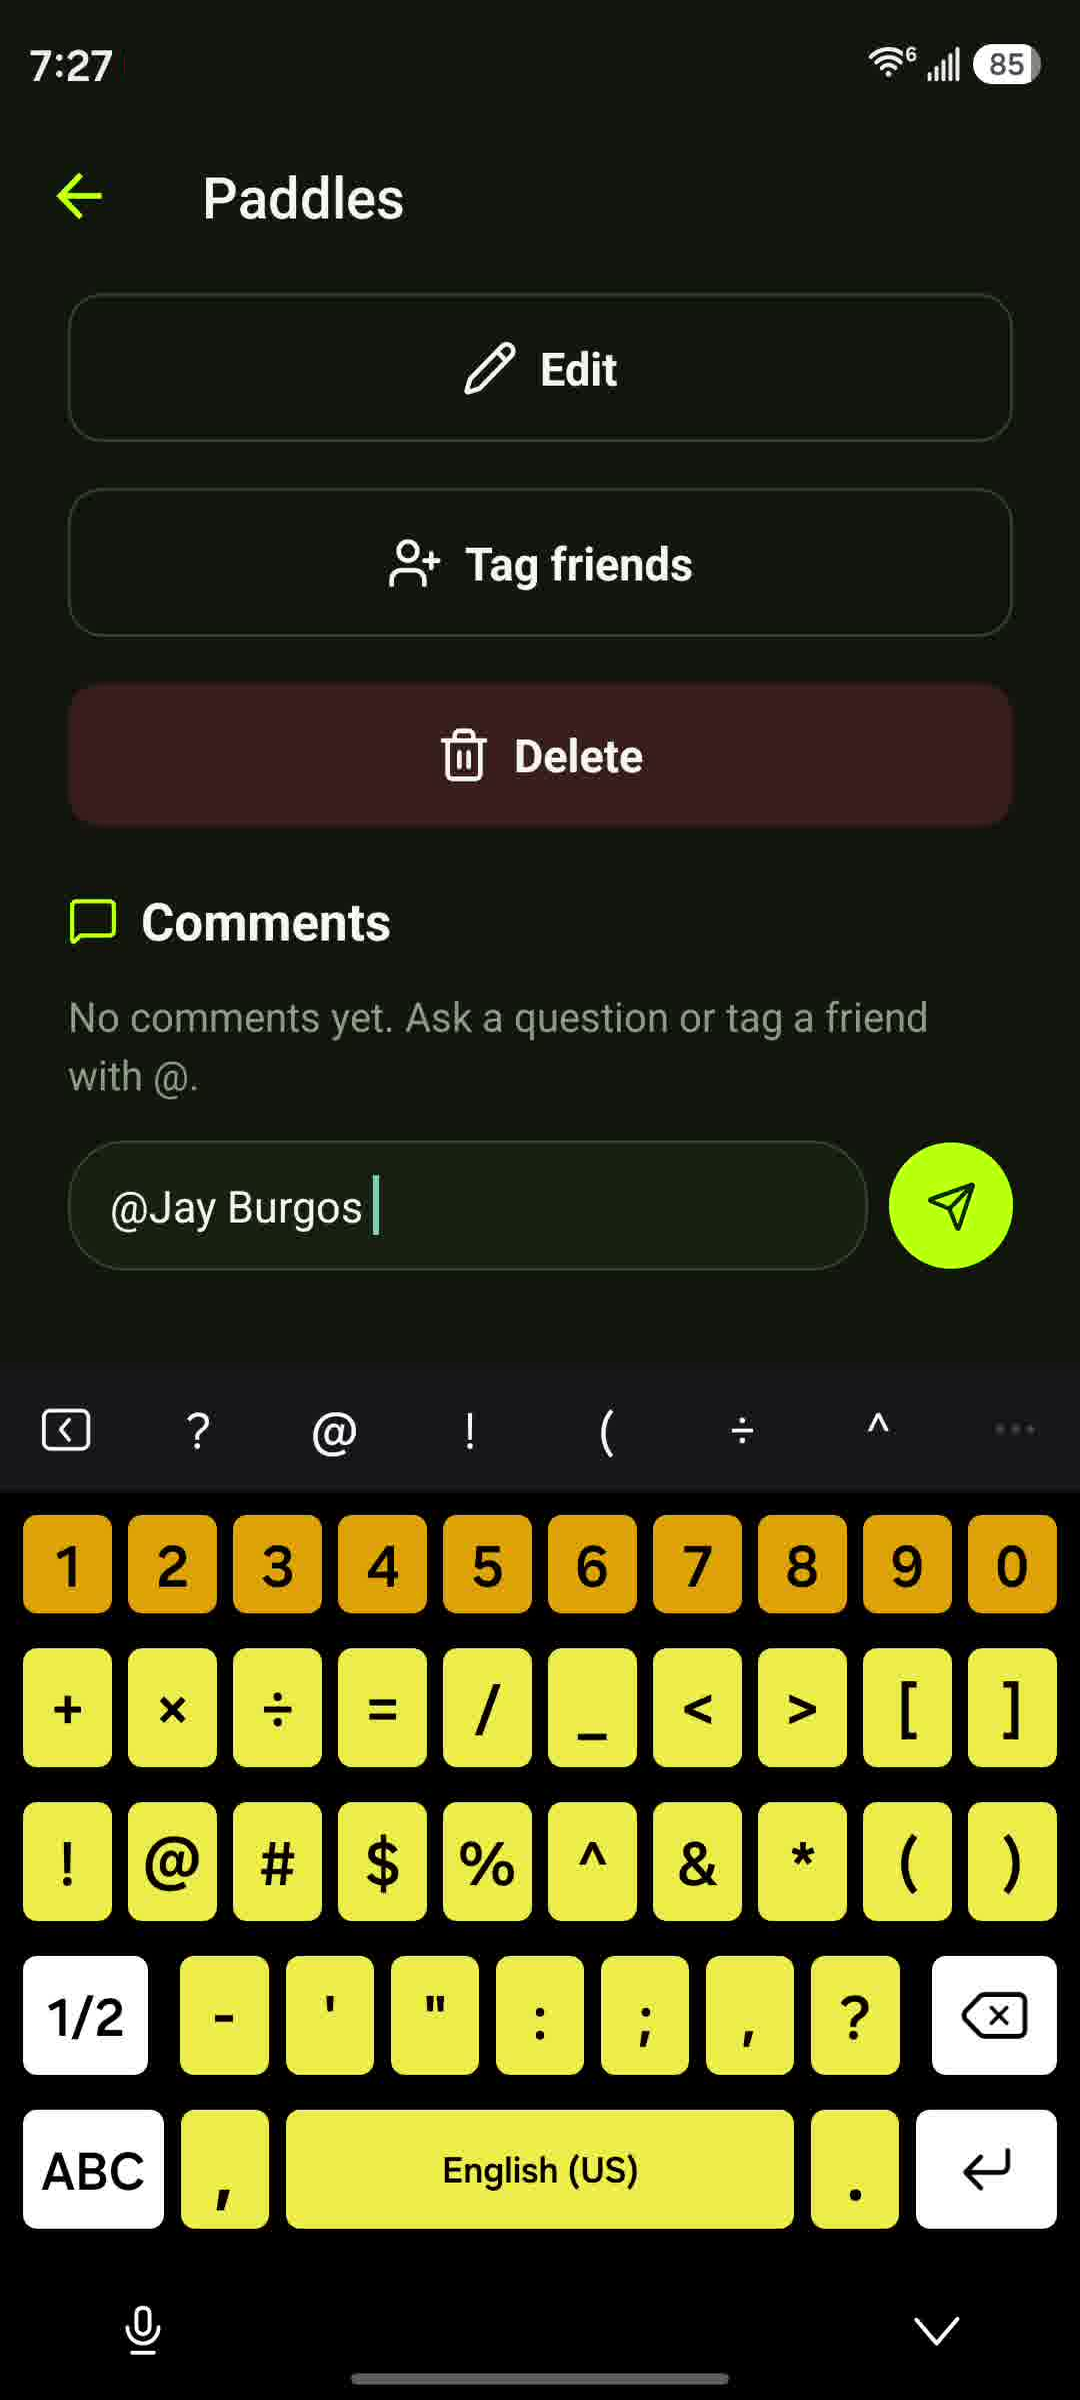 7:27
6
85
Paddles
Edit
Tag friends
Delete
Comments
No comments yet. Ask a question or tag a friend
with @.
@Jay Burgos
? @ ! ( ÷ ^ ...
1 2 3 4 5 6 7 8 9 0
+ × ÷ = / _ < > [ ]
! @ # $ % ^ & * ( )
1/2 - ' " : ; , ?
ABC , English (US) .